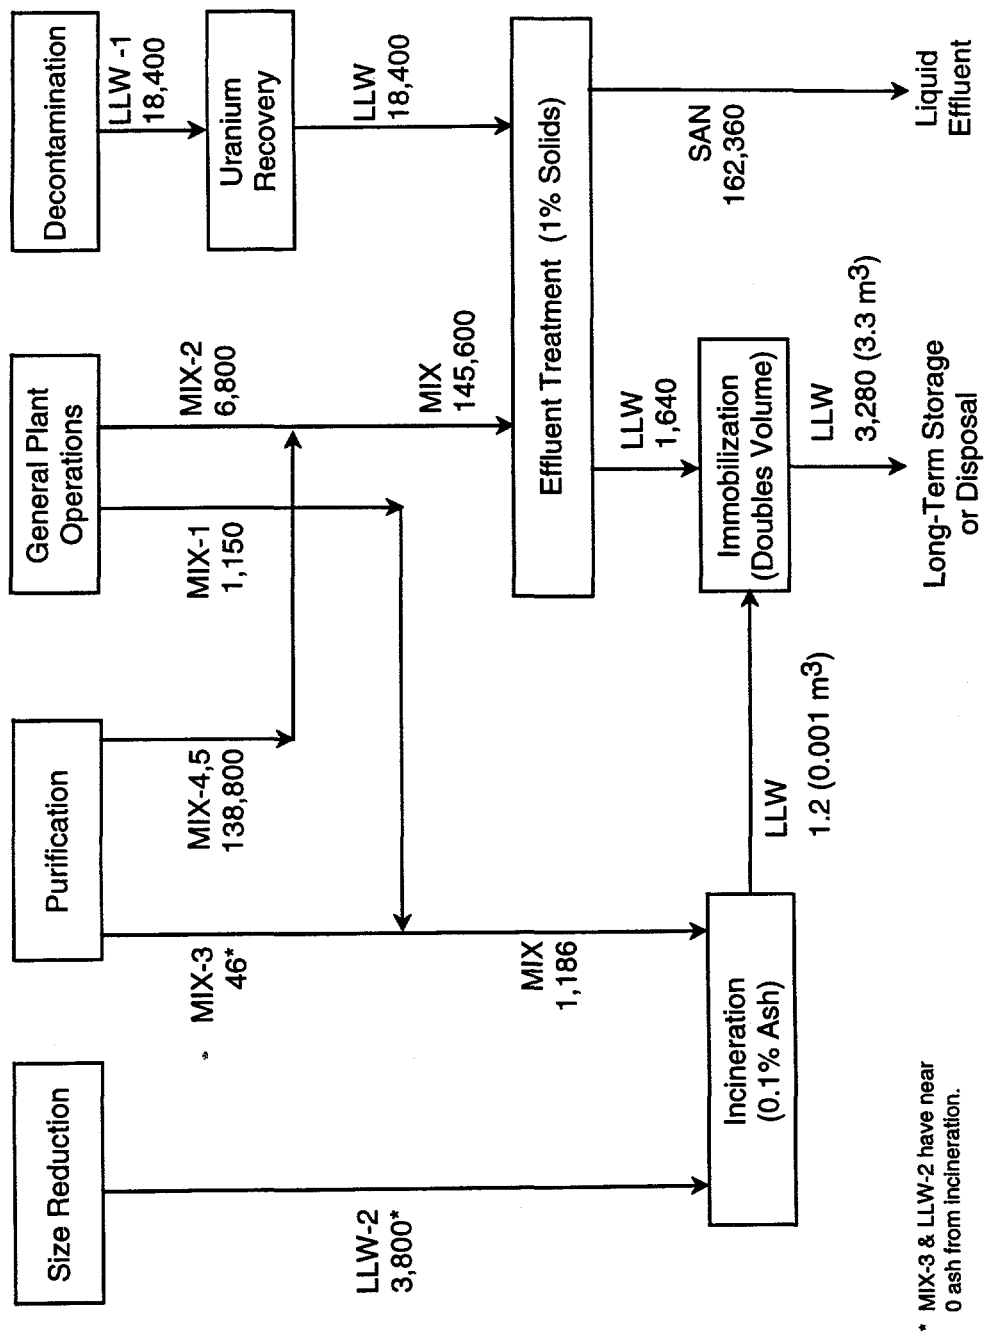 Size Reduction
LLW-2
3,800*
Purification
MIX-3
46*
MIX-4,5
138,800
General Plant
Operations
MIX-1
1,150
MIX-2
6,800
Decontamination
LLW -1
18,400
Uranium
Recovery
LLW
18,400
MIX
1,186
MIX
145,600
Effluent Treatment (1% Solids)
Incineration
(0.1% Ash)
LLW
1.2 (0.001 m³)
LLW
1,640
Immobilization
(Doubles Volume)
SAN
162,360
LLW
3,280 (3.3 m³)
Long-Term Storage
or Disposal
Liquid
Effluent
* MIX-3 & LLW-2 have near
0 ash from incineration.